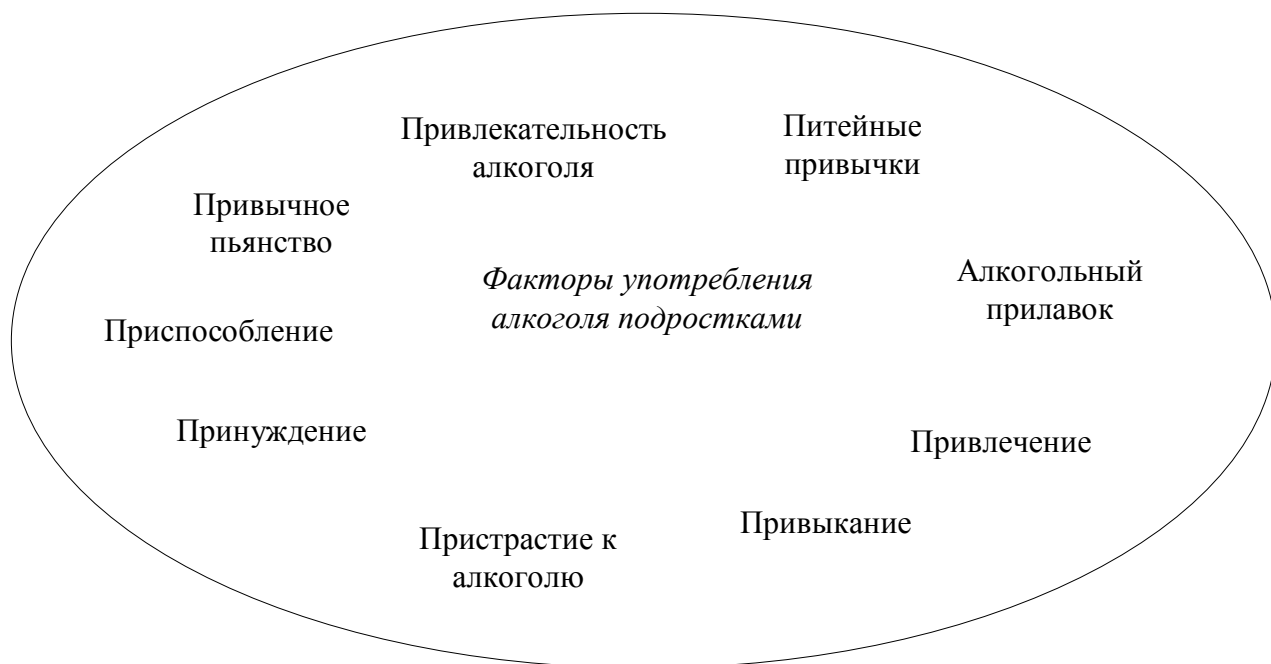 Привлекательность
алкоголя
Питейные
привычки
Привычное
пьянство
Факторы употребления
алкоголя подростками
Алкогольный
прилавок
Приспособление
Принуждение
Привлечение
Пристрастие к
алкоголю
Привыкание